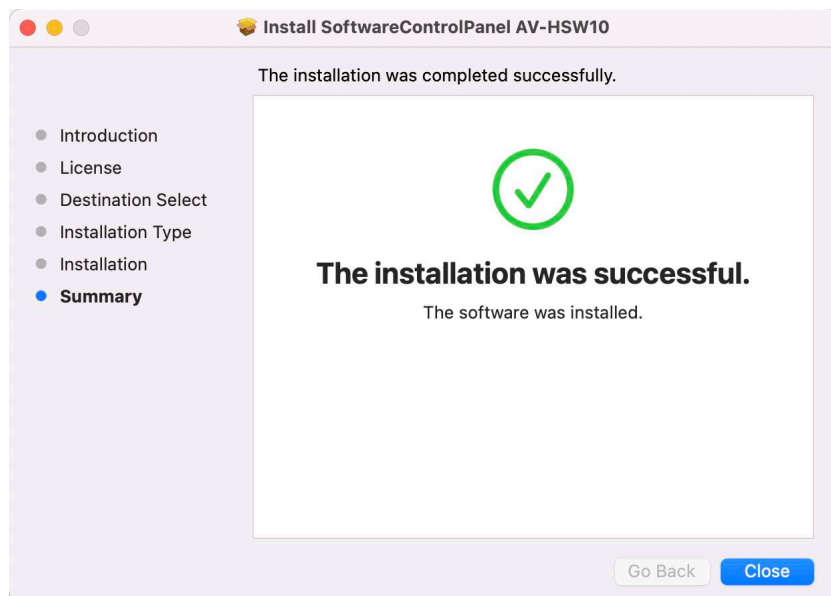 Install SoftwareControlPanel AV-HSW10
The installation was completed successfully.
Introduction
License
Destination Select
Installation Type
Installation
Summary
The installation was successful.
The software was installed.
Go Back
Close